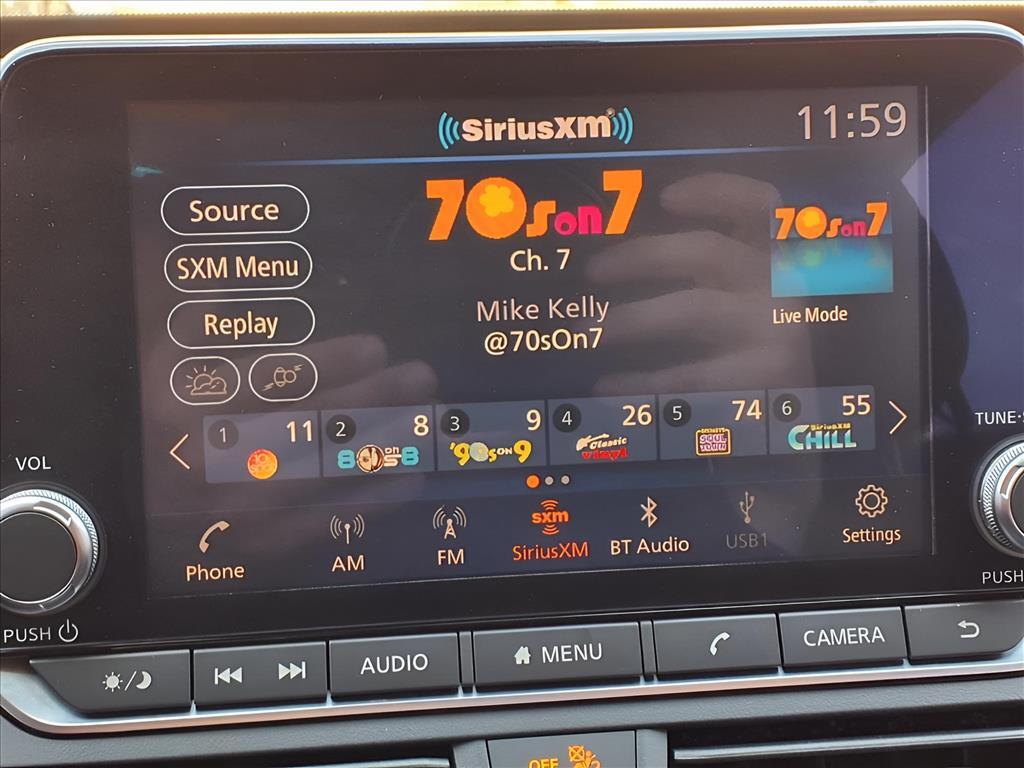 SiriusXM
11:59
Source
SXM Menu
Replay
70s on 7
Ch. 7
Mike Kelly
@70sOn7
70s on 7
Live Mode
1 11
2 8
80s on 8
3 9
'90s ON 9
4 26
Classic Vinyl
5 74
SOUL TOWN
6 55
SiriusXM CHILL
Phone
AM
FM
sxm
SiriusXM
BT Audio
USB1
Settings
VOL
PUSH
TUNE
PUSH
AUDIO
MENU
CAMERA
OFF